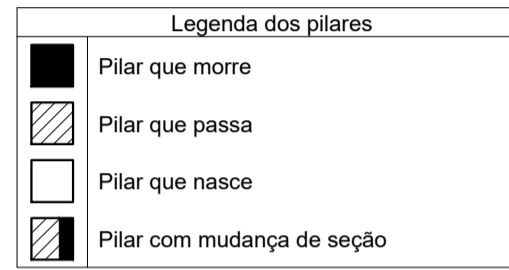 Legenda dos pilares
Pilar que morre
Pilar que passa
Pilar que nasce
Pilar com mudança de seção